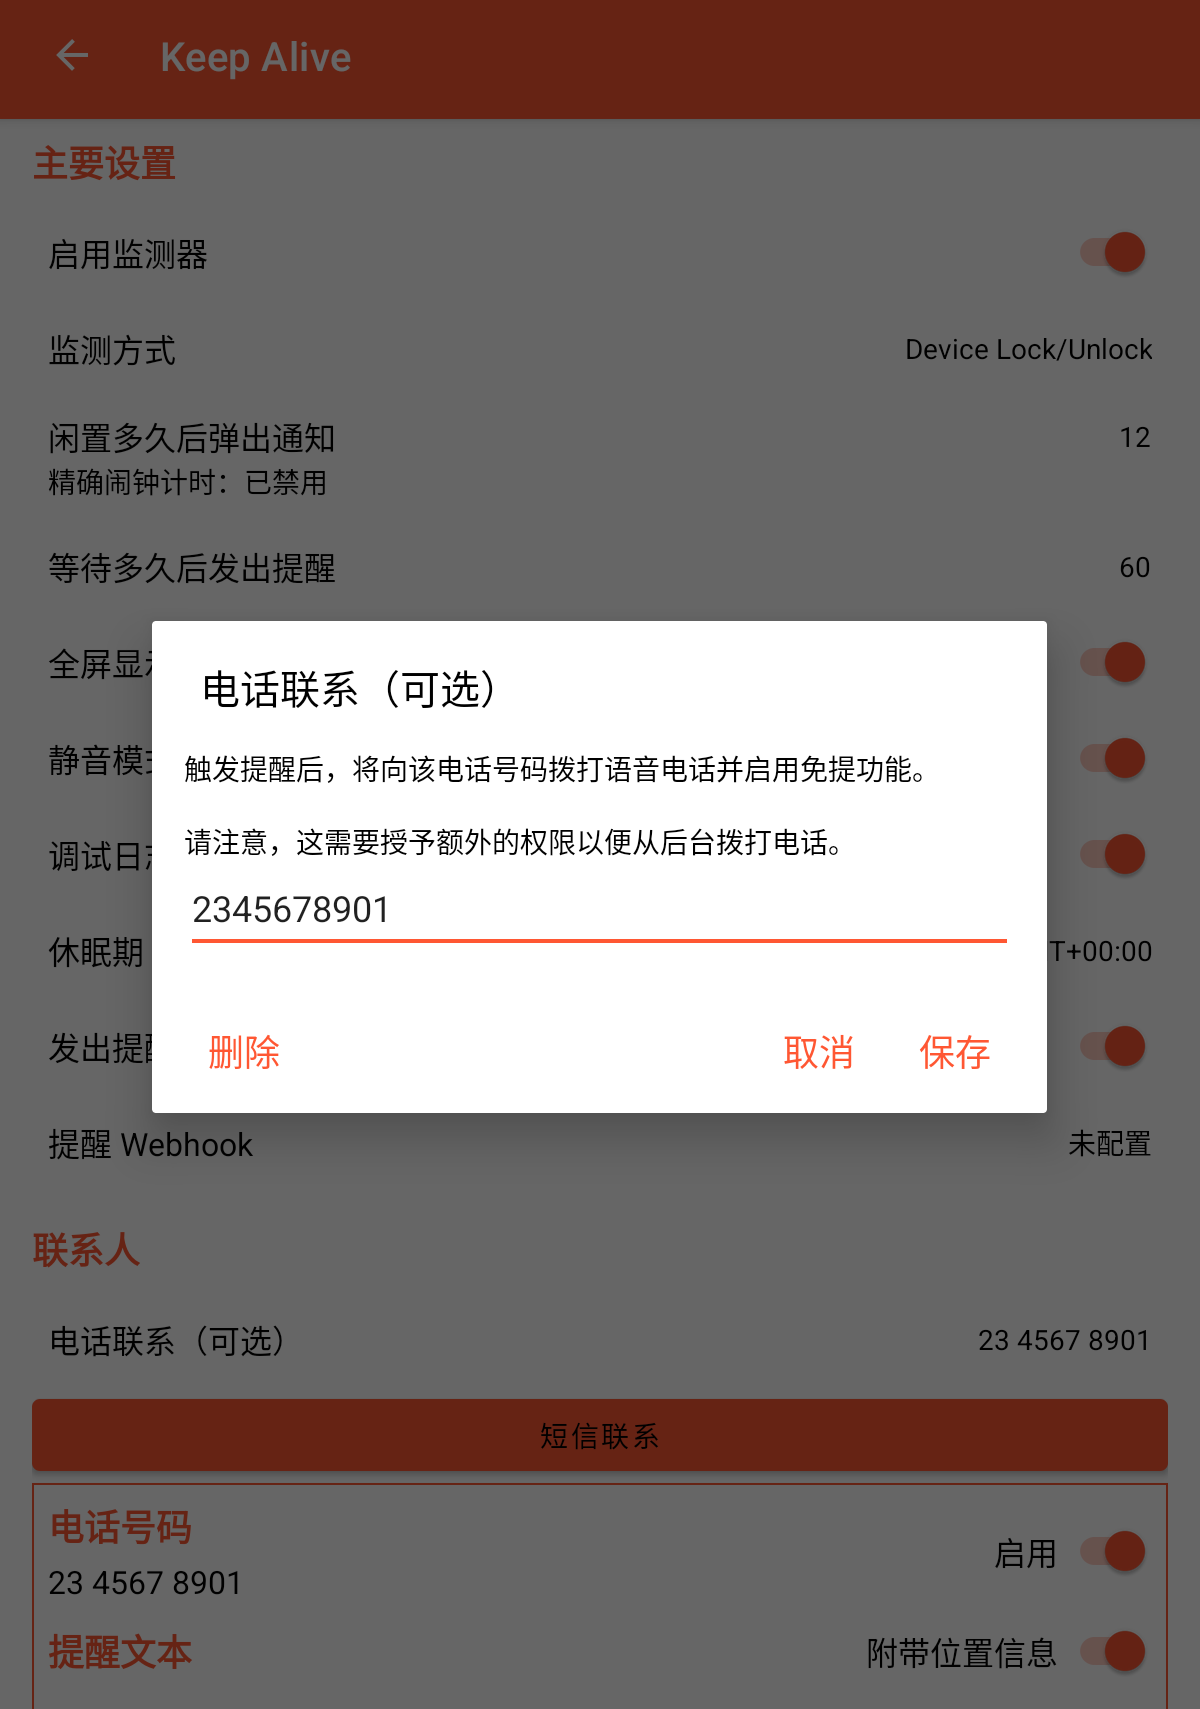 Keep Alive
主要设置
启用监测器
监测方式
Device Lock/Unlock
闲置多久后弹出通知
12
精确闹钟计时：已禁用
等待多久后发出提醒
60
全屏显
静音模
电话联系（可选）
触发提醒后，将向该电话号码拨打语音电话并启用免提功能。
请注意，这需要授予额外的权限以便从后台拨打电话。
2345678901
删除
取消
保存
调试日
休眠期
T+00:00
发出提
提醒 Webhook
未配置
联系人
电话联系（可选）
23 4567 8901
短信联系
电话号码
启用
23 4567 8901
提醒文本
附带位置信息